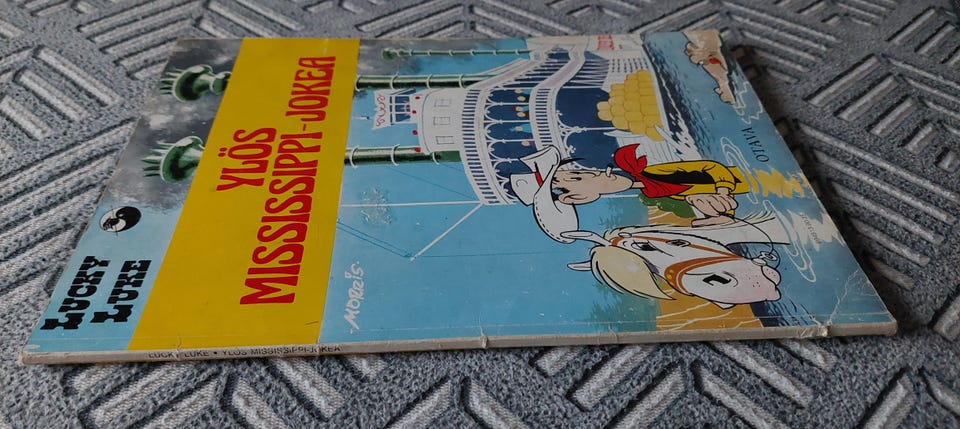 LUCKY
LUKE
YLÖS
MISSISSIPPI-JOKEA
MORRIS
OTAVA
LUCKY LUKE • YLÖS MISSISSIPPI-JOKEA